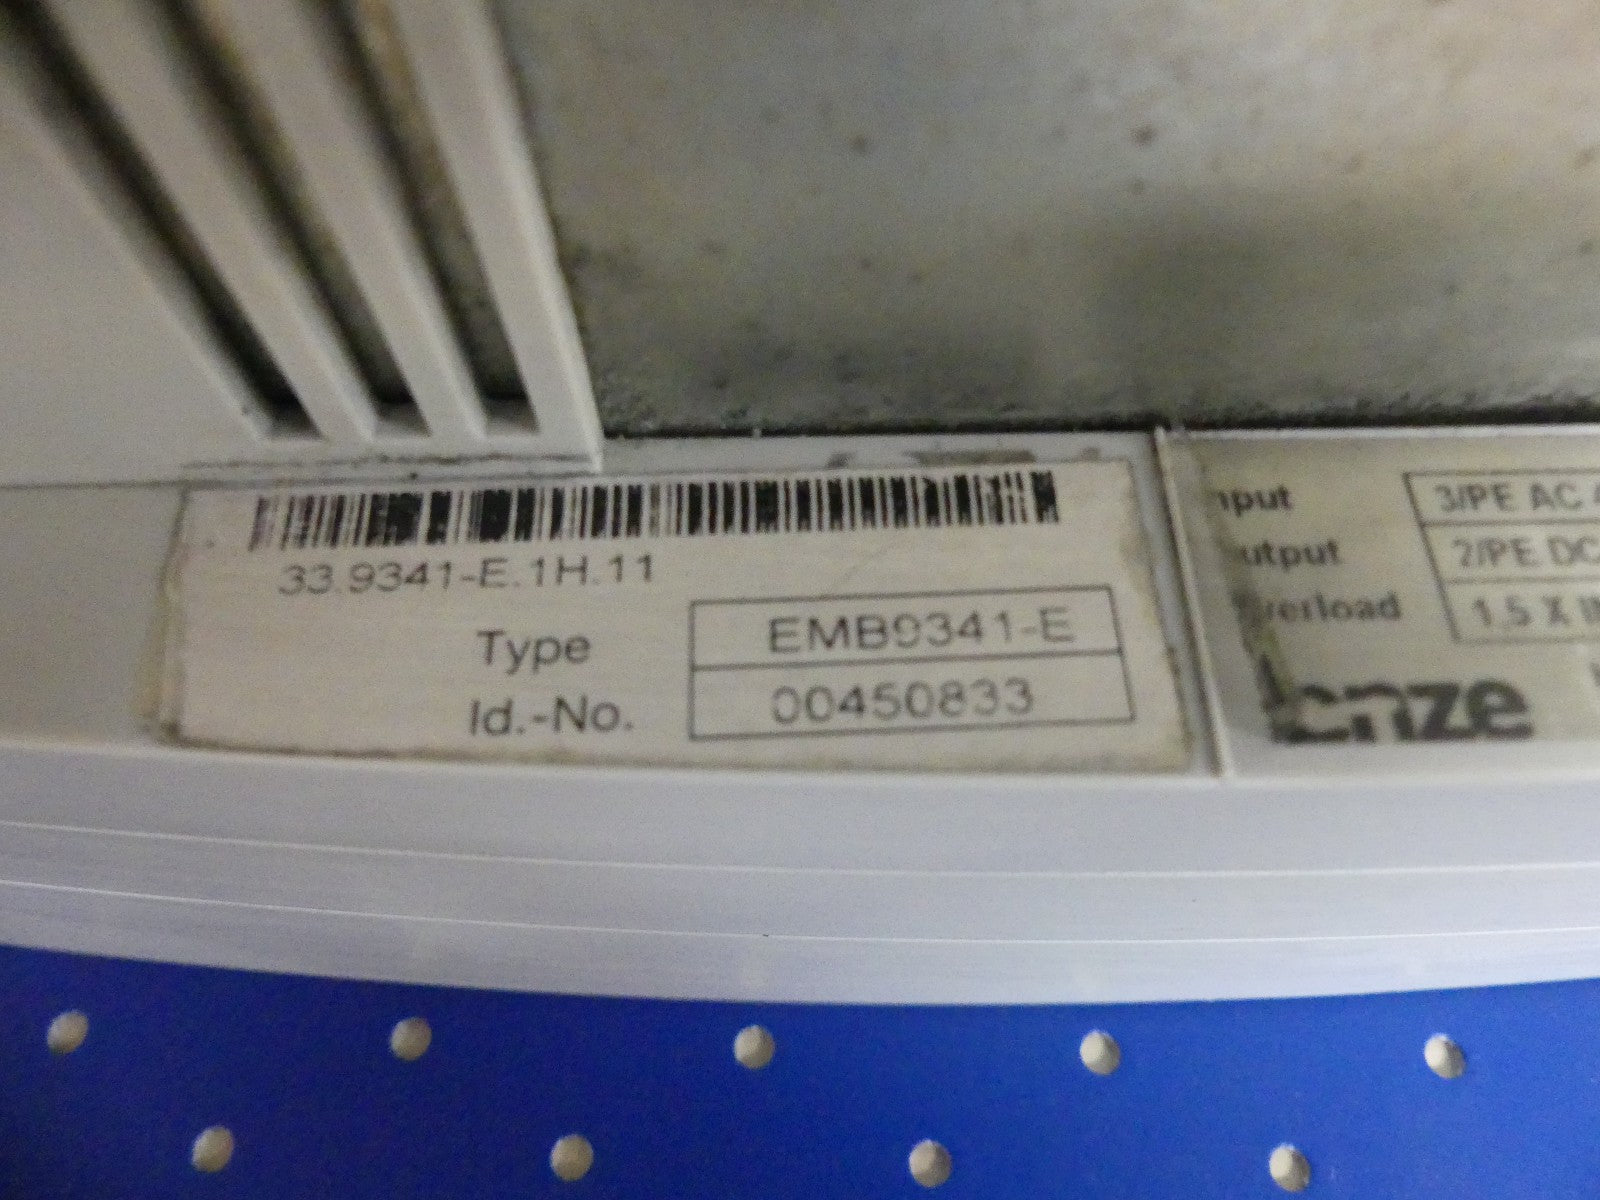 33.9341-E.1H.11
Type EMB9341-E
Id.-No. 00450833
nput 3/PE AC
utput 2/PE DC
verload 1.5 X
enze